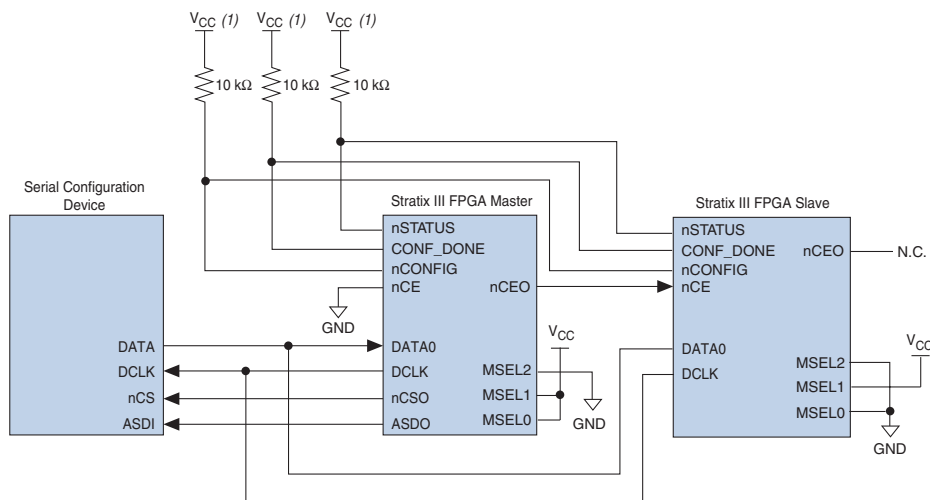 VCC (1) VCC (1) VCC (1)
10 kΩ 10 kΩ 10 kΩ
Serial Configuration
Device
DATA
DCLK
nCS
ASDI
Stratix III FPGA Master
nSTATUS
CONF_DONE
nCONFIG
nCE
nCEO
GND
DATA0
DCLK
nCSO
ASDO
VCC
MSEL2
MSEL1
MSEL0
GND
Stratix III FPGA Slave
nSTATUS
CONF_DONE
nCONFIG
nCE
nCEO
N.C.
DATA0
DCLK
VCC
MSEL2
MSEL1
MSEL0
GND